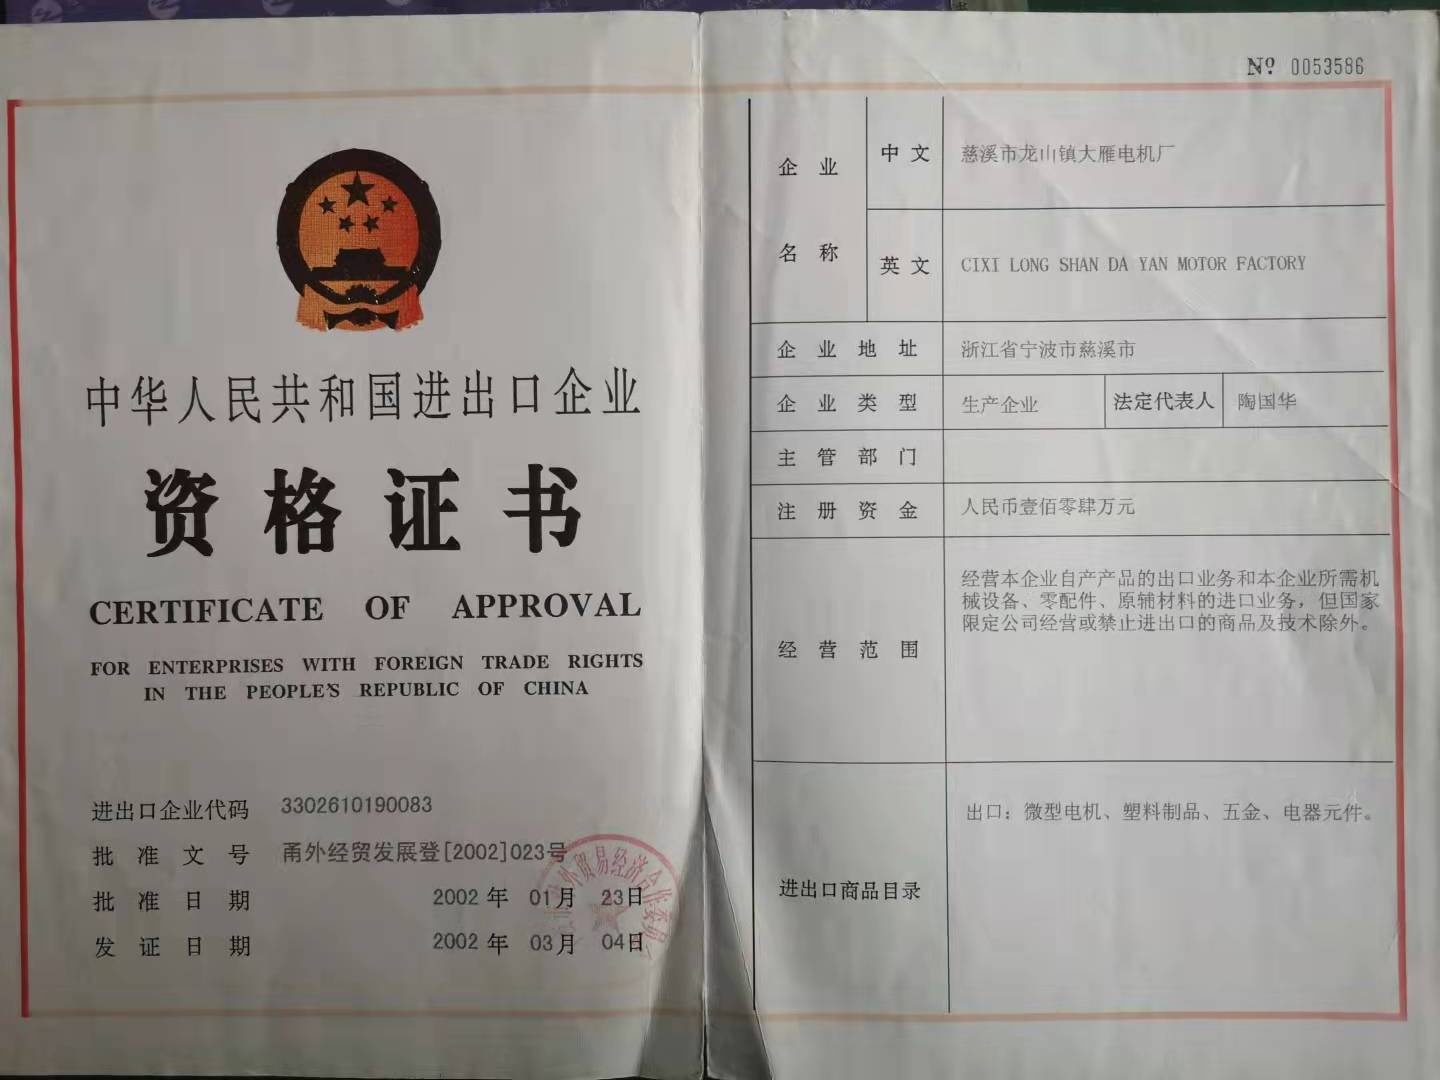 中华人民共和国进出口企业
资格证书
CERTIFICATE OF APPROVAL
FOR ENTERPRISES WITH FOREIGN TRADE RIGHTS
IN THE PEOPLE'S REPUBLIC OF CHINA
进出口企业代码 3302610190083
批准文号 甬外经贸发展登[2002]023号
批准日期 2002年 01月 23日
发证日期 2002年 03月 04日
№ 0053586
企业名称 中文 慈溪市龙山镇大雁电机厂
英文 CIXI LONG SHAN DA YAN MOTOR FACTORY
企业地址 浙江省宁波市慈溪市
企业类型 生产企业 法定代表人 陶国华
主管部门
注册资金 人民币壹佰零肆万元
经营范围
经营本企业自产产品的出口业务和本企业所需机
械设备、零配件、原辅材料的进口业务，但国家
限定公司经营或禁止进出口的商品及技术除外。
进出口商品目录
出口：微型电机、塑料制品、五金、电器元件。